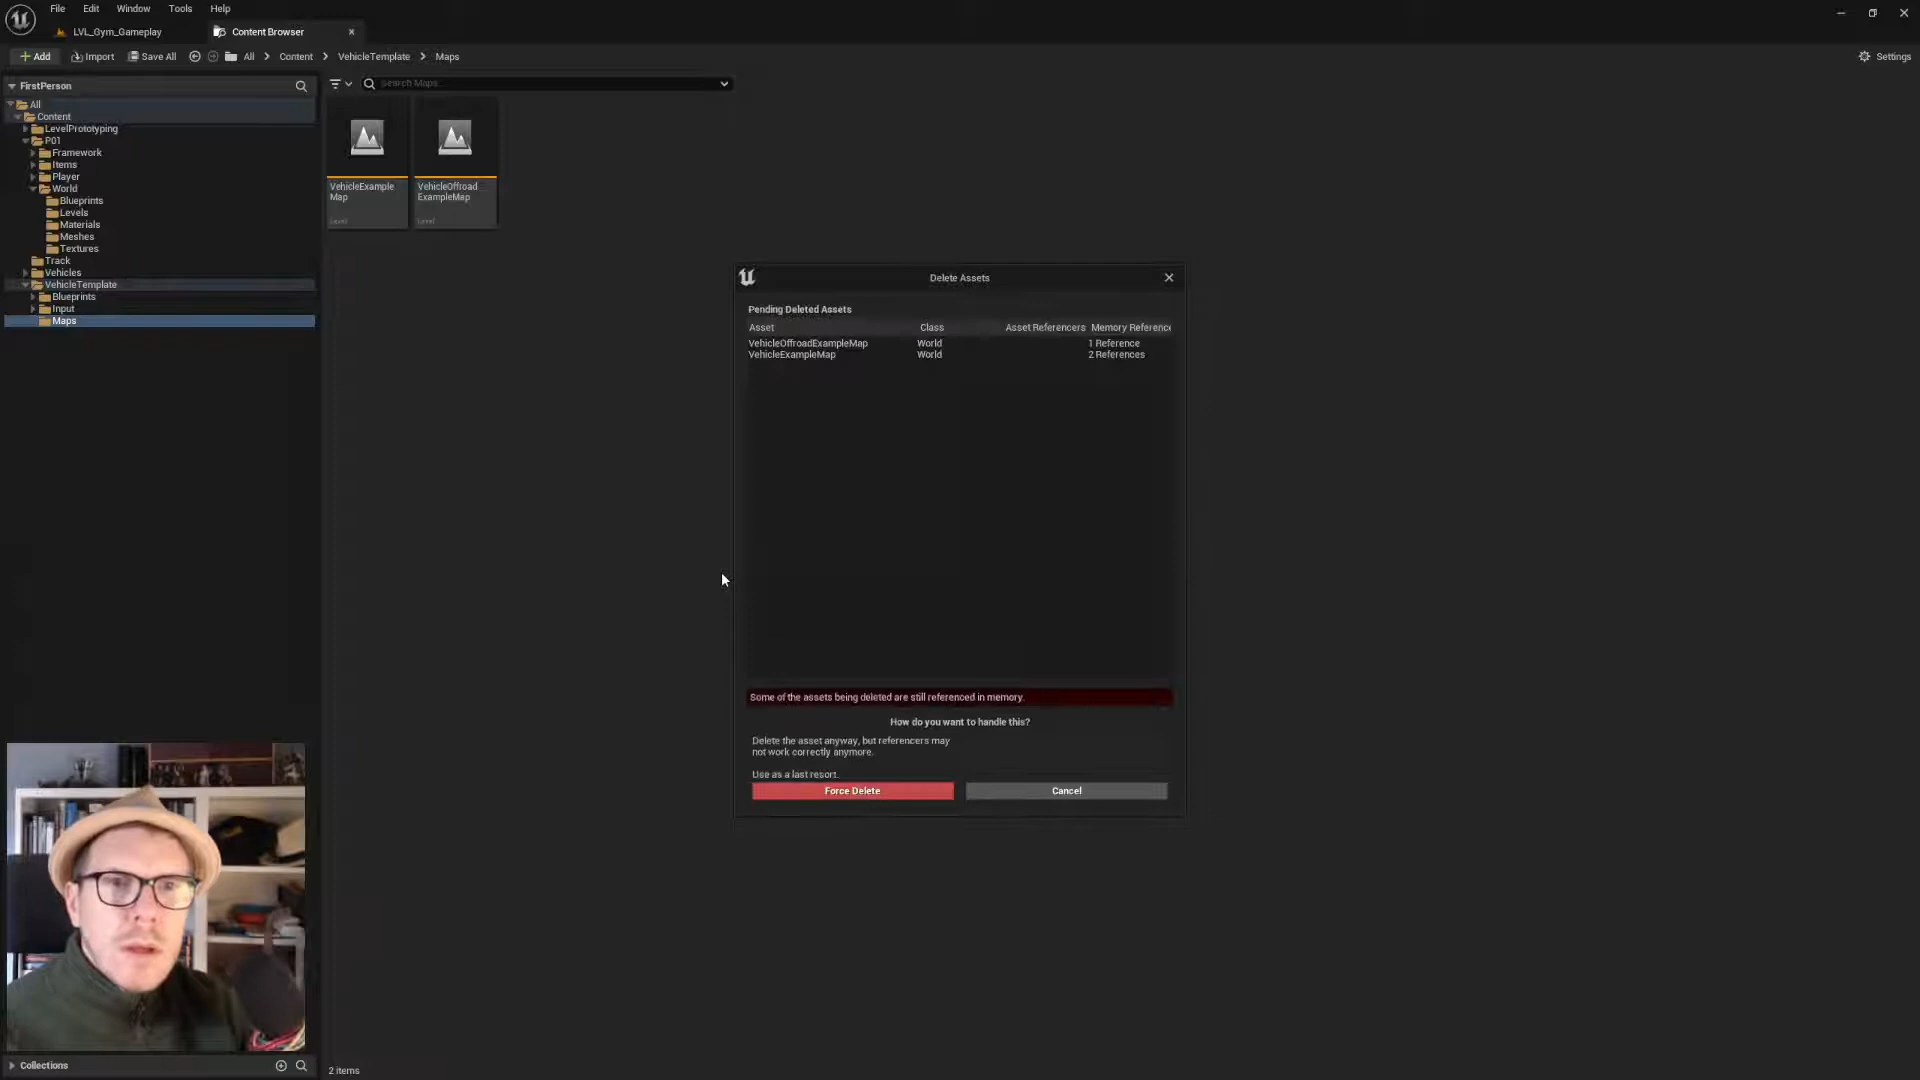 File Edit Window Tools Help
LVL_Gym_Gameplay
Content Browser
Add Import Save All All Content VehicleTemplate Maps
Settings
FirstPerson
Search Maps...
All
Content
LevelPrototyping
P01
Framework
Items
Player
World
Blueprints
Levels
Materials
Meshes
Textures
Track
Vehicles
VehicleTemplate
Blueprints
Input
Maps
VehicleExample
Map
Level
VehicleOffroad
ExampleMap
Level
Delete Assets
Pending Deleted Assets
Asset Class Asset Referencers Memory Reference
VehicleOffroadExampleMap World 1 Reference
VehicleExampleMap World 2 References
Some of the assets being deleted are still referenced in memory.
How do you want to handle this?
Delete the asset anyway, but referencers may
not work correctly anymore.
Use as a last resort.
Force Delete
Cancel
Collections
2 items